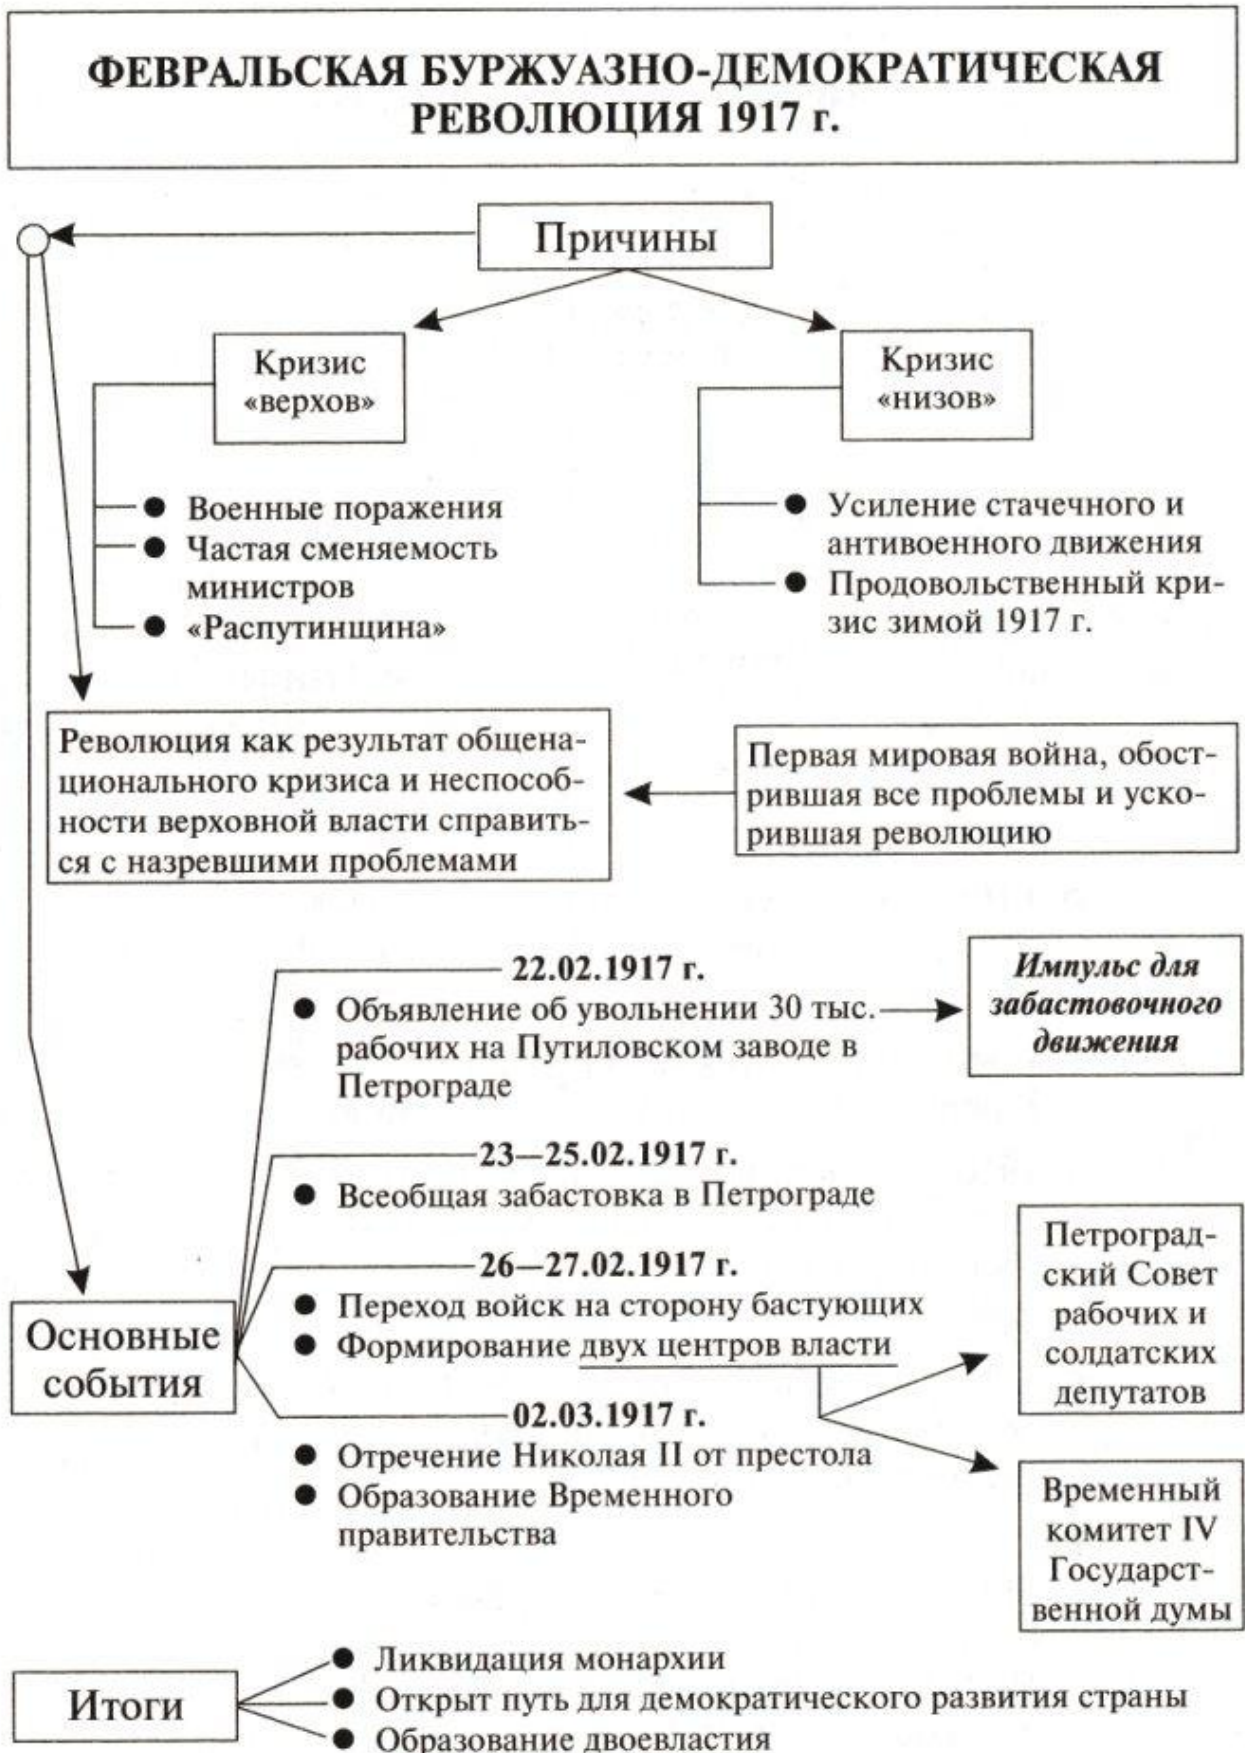 ФЕВРАЛЬСКАЯ БУРЖУАЗНО-ДЕМОКРАТИЧЕСКАЯ
РЕВОЛЮЦИЯ 1917 г.
Причины
Кризис
«верхов»
Военные поражения
Частая сменяемость
министров
«Распутинщина»
Кризис
«низов»
Усиление стачечного и
антивоенного движения
Продовольственный кри-
зис зимой 1917 г.
Революция как результат общена-
ционального кризиса и неспособ-
ности верховной власти справить-
ся с назревшими проблемами
Первая мировая война, обост-
рившая все проблемы и уско-
рившая революцию
Основные
события
22.02.1917 г.
Объявление об увольнении 30 тыс.
рабочих на Путиловском заводе в
Петрограде
Импульс для
забастовочного
движения
23—25.02.1917 г.
Всеобщая забастовка в Петрограде
26—27.02.1917 г.
Переход войск на сторону бастующих
Формирование двух центров власти
Петроград-
ский Совет
рабочих и
солдатских
депутатов
Временный
комитет IV
Государст-
венной думы
02.03.1917 г.
Отречение Николая II от престола
Образование Временного
правительства
Итоги
Ликвидация монархии
Открыт путь для демократического развития страны
Образование двоевластия